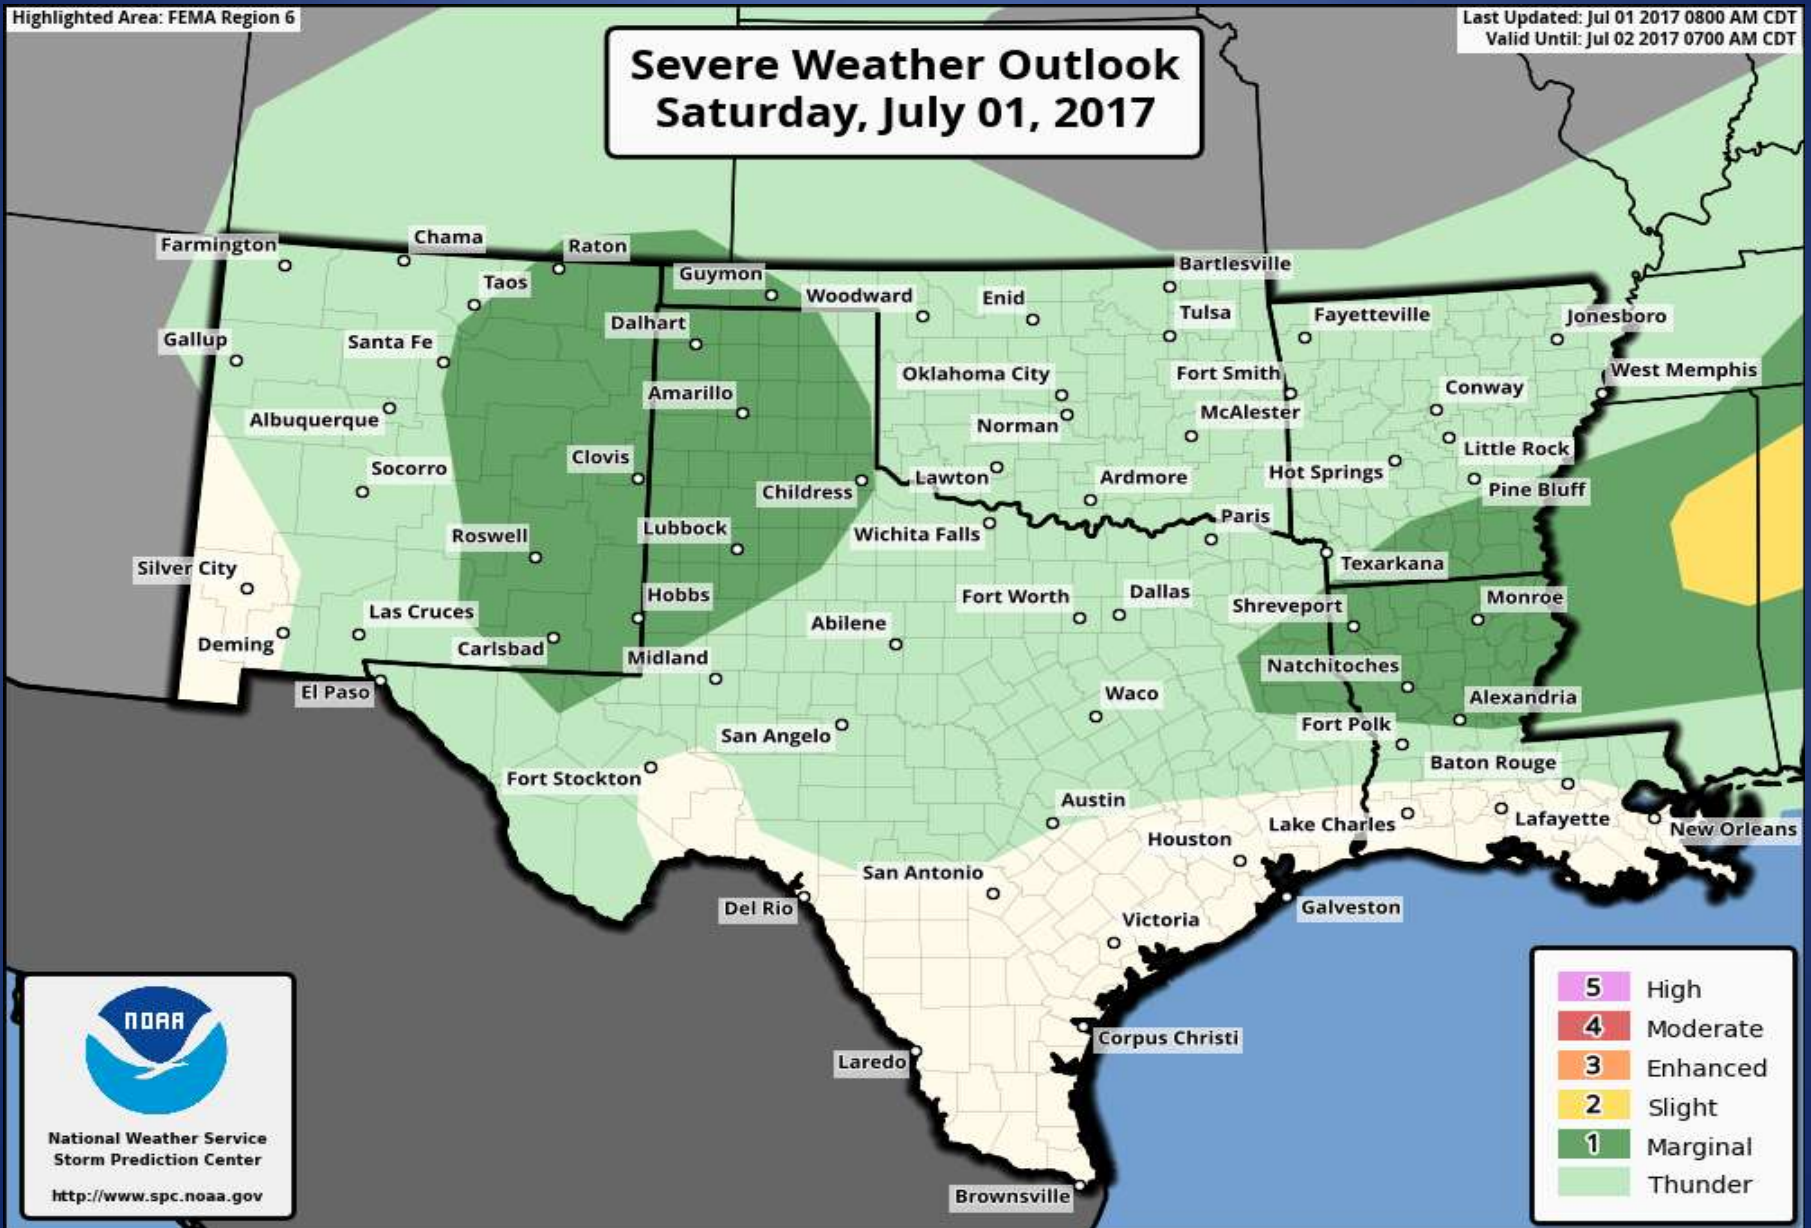 Highlighted Area: FEMA Region 6
Last Updated: Jul 01 2017 0800 AM CDT
Valid Until: Jul 02 2017 0700 AM CDT
Severe Weather Outlook
Saturday, July 01, 2017
Farmington
Chama
Raton
Taos
Guymon
Woodward
Enid
Bartlesville
Tulsa
Fayetteville
Jonesboro
Gallup
Santa Fe
Dalhart
Amarillo
Oklahoma City
Fort Smith
West Memphis
Conway
Albuquerque
Norman
McAlester
Little Rock
Socorro
Clovis
Childress
Lawton
Ardmore
Hot Springs
Pine Bluff
Roswell
Lubbock
Wichita Falls
Paris
Texarkana
Silver City
Las Cruces
Hobbs
Fort Worth
Dallas
Shreveport
Monroe
Deming
Carlsbad
Midland
Abilene
Natchitoches
El Paso
San Angelo
Waco
Fort Polk
Alexandria
Fort Stockton
Austin
Baton Rouge
Houston
Lake Charles
Lafayette
New Orleans
San Antonio
Del Rio
Victoria
Galveston
Laredo
Corpus Christi
Brownsville
NOAA
National Weather Service
Storm Prediction Center
http://www.spc.noaa.gov
5 High
4 Moderate
3 Enhanced
2 Slight
1 Marginal
Thunder